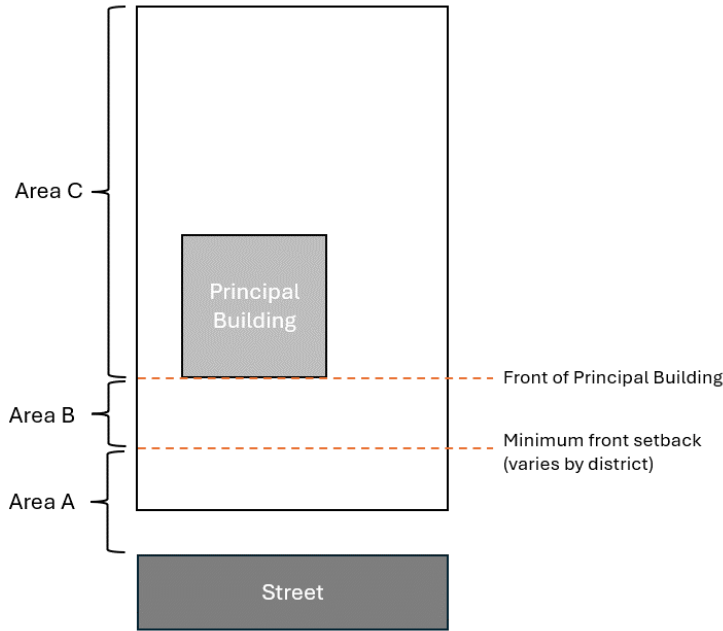 Area C
Principal
Building
Front of Principal Building
Area B
Minimum front setback
(varies by district)
Area A
Street